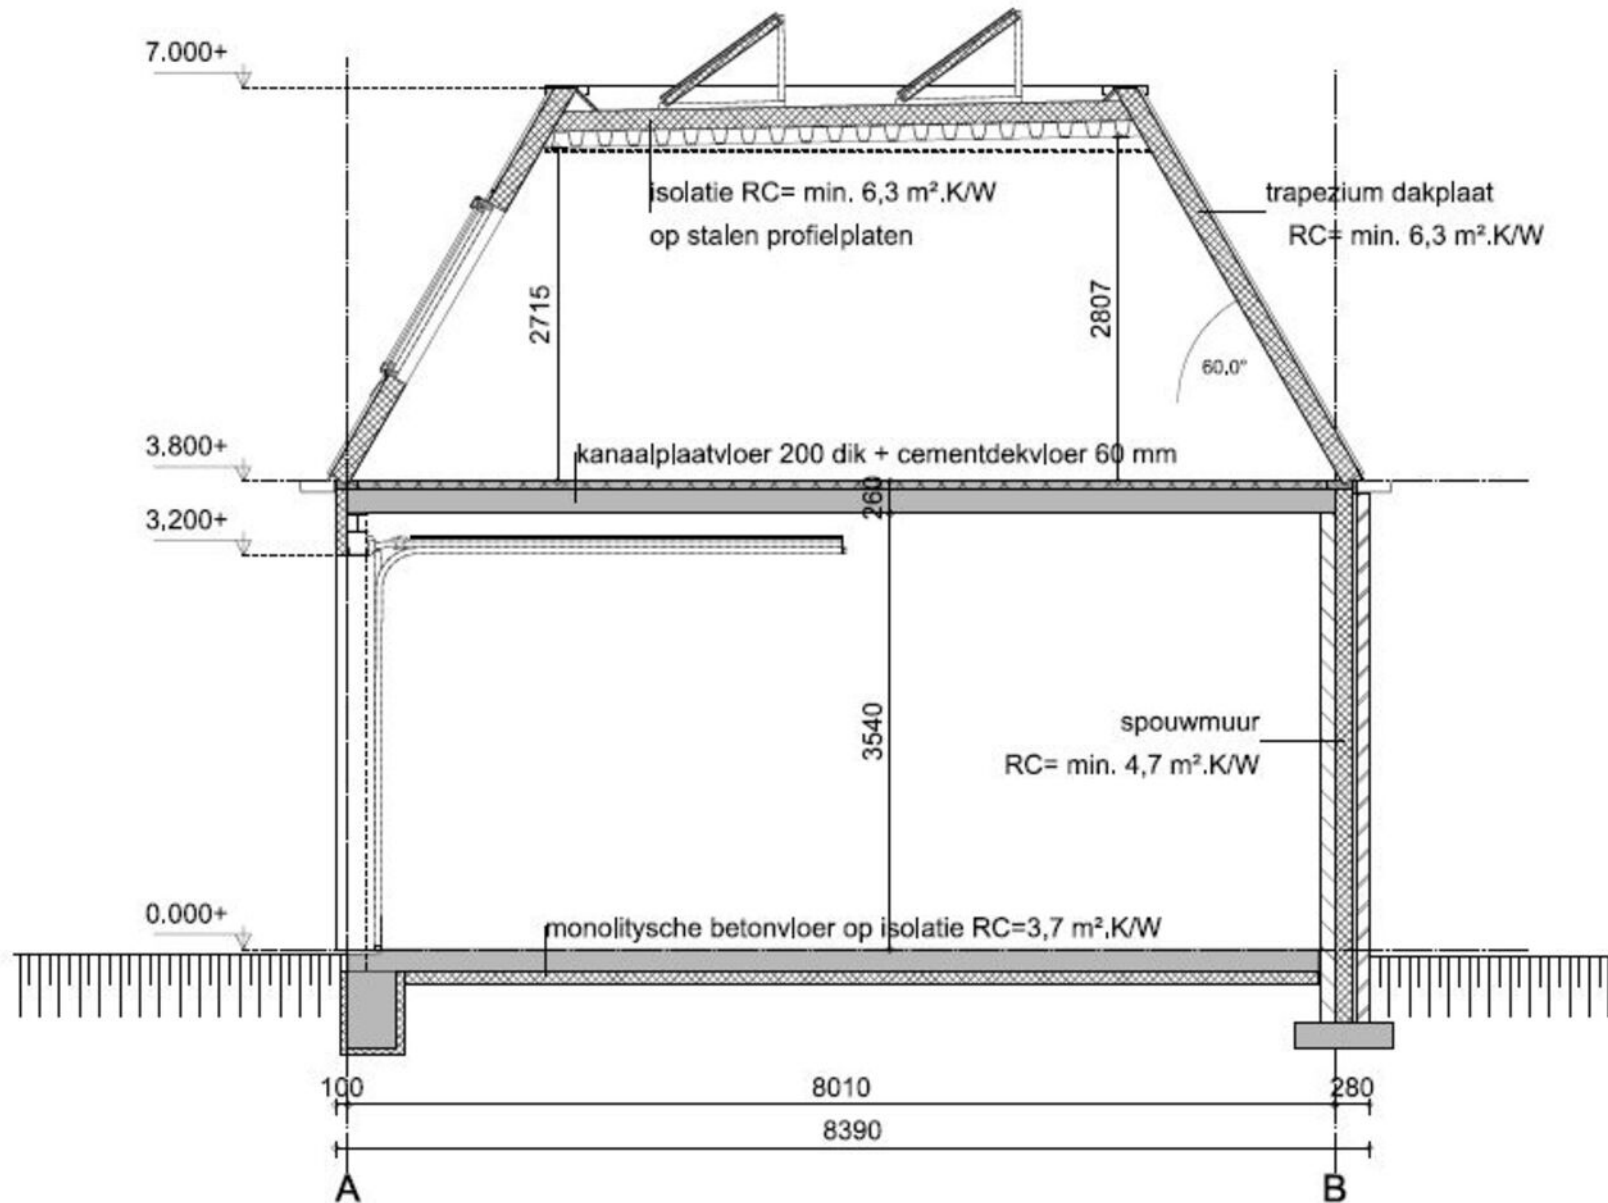 7.000+
isolatie RC= min. 6,3 m².K/W
op stalen profielplaten
trapezium dakplaat
RC= min. 6,3 m².K/W
2715
2807
60,0°
3.800+
kanaalplaatvloer 200 dik + cementdekvloer 60 mm
260
3,200+
3540
spouwmuur
RC= min. 4,7 m².K/W
0.000+
monolitysche betonvloer op isolatie RC=3,7 m².K/W
100
8010
280
8390
A
B